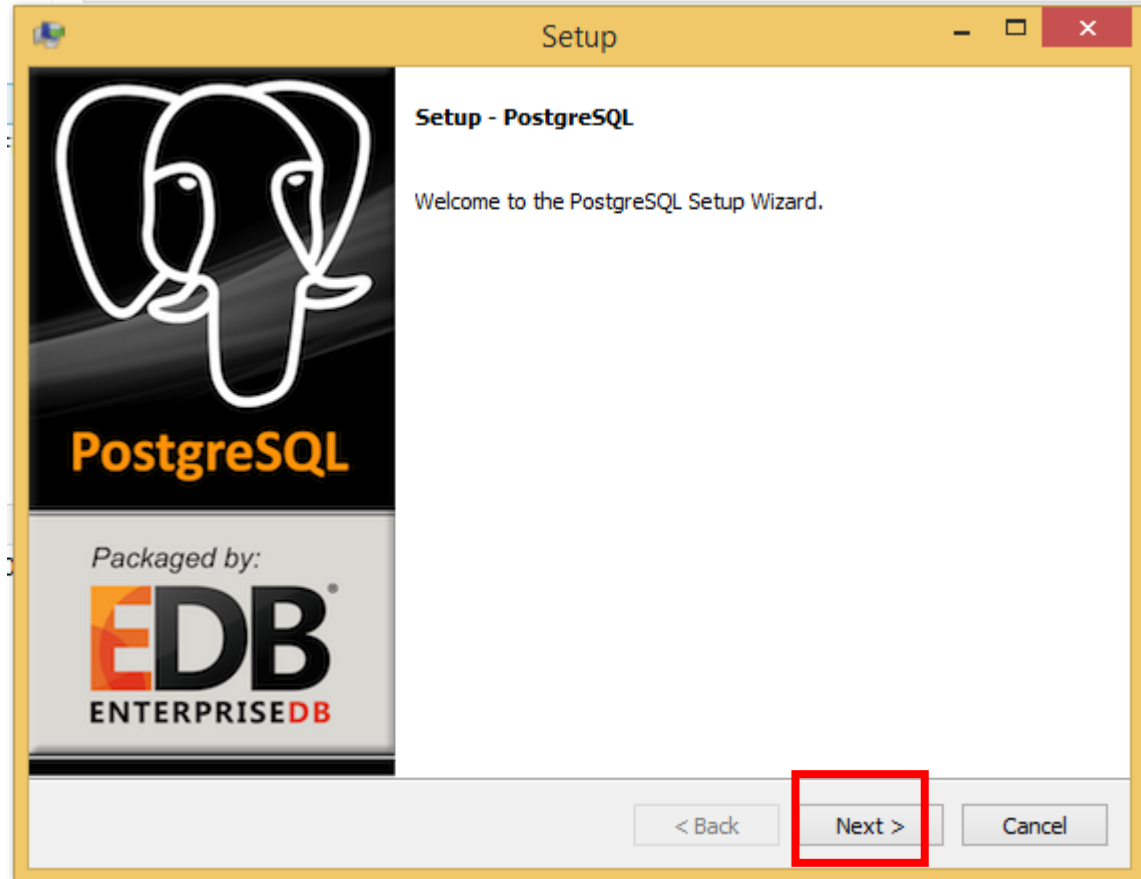 Setup
Setup - PostgreSQL
Welcome to the PostgreSQL Setup Wizard.
PostgreSQL
Packaged by:
EDB®
ENTERPRISEDB
< Back
Next >
Cancel